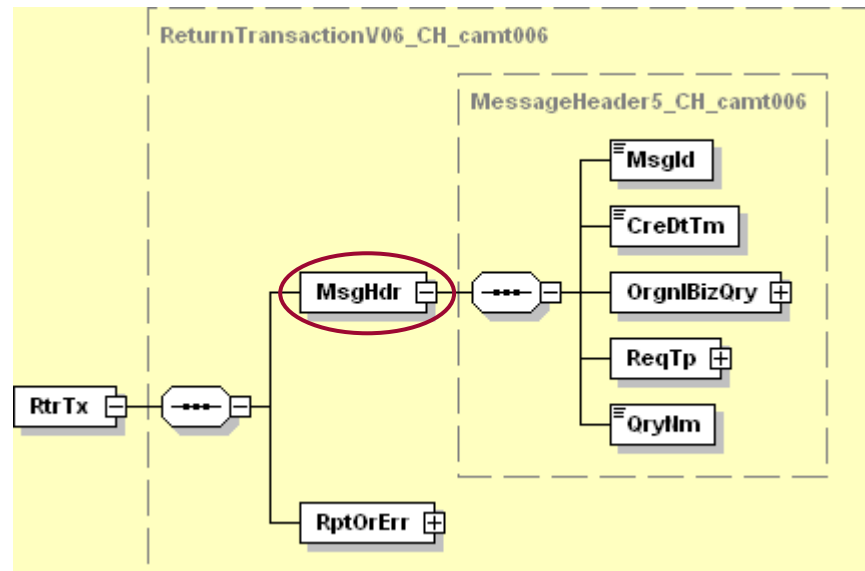 ReturnTransactionV06_CH_camt006
MessageHeader5_CH_camt006
MsgId
CreDtTm
MsgHdr
OrgnlBizQry
ReqTp
RtrTx
QryNm
RptOrErr